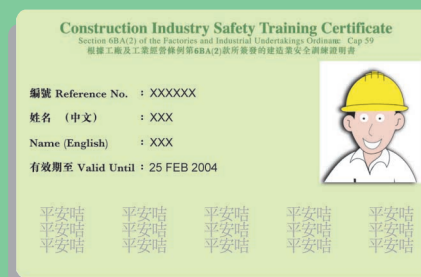 Construction Industry Safety Training Certificate
Section 6BA(2) of the Factories and Industrial Undertakings Ordinanc Cap 59
根據工廠及工業經營條例第6BA(2)款所簽發的建造業安全訓練證明書
編號 Reference No. : XXXXXX
姓名 （中文） : XXX
Name (English) : XXX
有效期至 Valid Until : 25 FEB 2004
平安咭 平安咭 平安咭 平安咭 平安咭
平安咭 平安咭 平安咭 平安咭 平安咭
平安咭 平安咭 平安咭 平安咭 平安咭